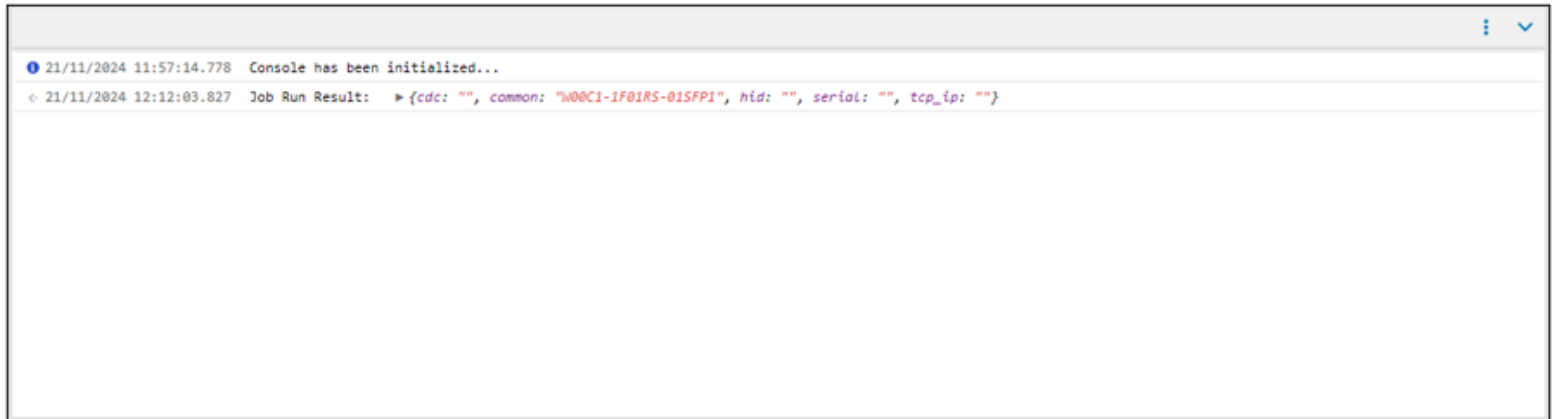 21/11/2024 11:57:14.778 Console has been initialized...
21/11/2024 12:12:03.827 Job Run Result: ▶ {cdc: "", common: "W00C1-1F01RS-01SFP1", hid: "", serial: "", tcp_ip: ""}